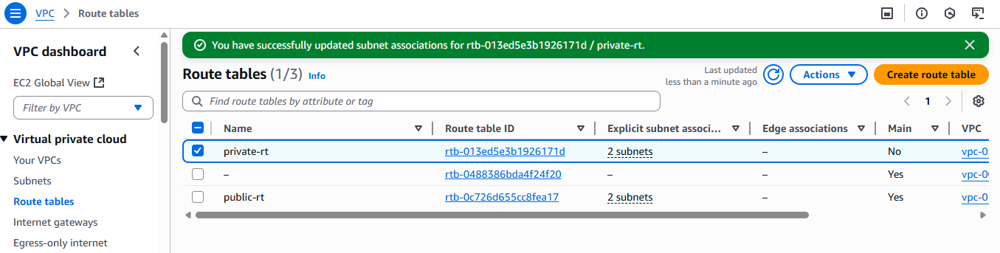 VPC > Route tables
You have successfully updated subnet associations for rtb-013ed5e3b1926171d / private-rt.
VPC dashboard
EC2 Global View
Filter by VPC
Virtual private cloud
Your VPCs
Subnets
Route tables
Internet gateways
Egress-only internet
Route tables (1/3) Info
Last updated
less than a minute ago
Actions
Create route table
Find route tables by attribute or tag
1
Name Route table ID Explicit subnet associ... Edge associations Main VPC
private-rt rtb-013ed5e3b1926171d 2 subnets – No vpc-0
– rtb-0488386bda4f24f20 – – Yes vpc-0
public-rt rtb-0c726d655cc8fea17 2 subnets – Yes vpc-0